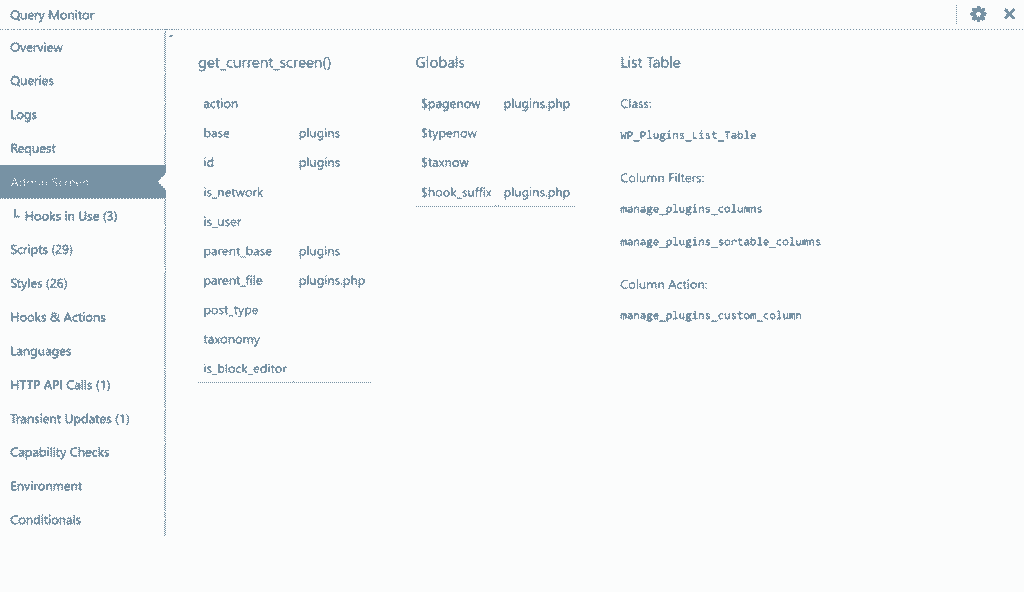 Query Monitor
Overview
Queries
Logs
Request
Admin Screen
Hooks in Use (3)
Scripts (29)
Styles (26)
Hooks & Actions
Languages
HTTP API Calls (1)
Transient Updates (1)
Capability Checks
Environment
Conditionals
get_current_screen()
action
base plugins
id plugins
is_network
is_user
parent_base plugins
parent_file plugins.php
post_type
taxonomy
is_block_editor
Globals
$pagenow plugins.php
$typenow
$taxnow
$hook_suffix plugins.php
List Table
Class:
WP_Plugins_List_Table
Column Filters:
manage_plugins_columns
manage_plugins_sortable_columns
Column Action:
manage_plugins_custom_column